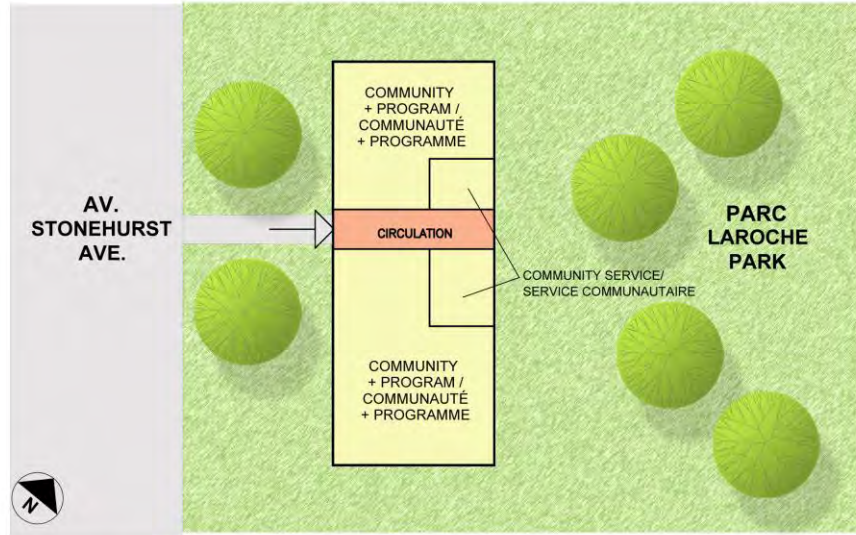 COMMUNITY
+ PROGRAM /
COMMUNAUTÉ
+ PROGRAMME
AV.
STONEHURST
AVE.
CIRCULATION
PARC
LAROCHE
PARK
COMMUNITY SERVICE/
SERVICE COMMUNAUTAIRE
COMMUNITY
+ PROGRAM /
COMMUNAUTÉ
+ PROGRAMME
N